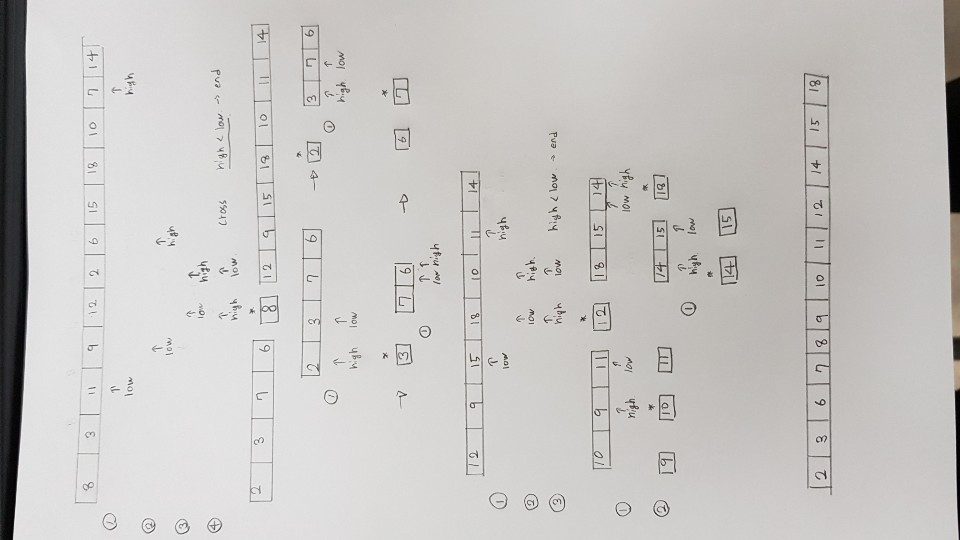 8 3 11 9 12 2 6 15 18 10 7 14
① ↑ low ↑ high
② ↑ low ↑ high
③ ↑ low ↑ high
④ ↑ high ↑ low cross high < low → end
2 3 7 6 * 8 12 9 15 18 10 11 14
2 3 7 6 → * 2 3 7 6
① ↑ high ↑ low ① ↑ high ↑ low
→ * 3 7 6 → 6 * 7
① ↑ low ↑ high
12 9 15 18 10 11 14
① ↑ low ↑ high
② ↑ low ↑ high
③ ↑ high ↑ low high < low → end
10 9 11 * 12 18 15 14
① ↑ high ↑ low ↑ low ↑ high
② 9 * 10 11 14 15 * 18
① ↑ high ↑ low
* 14 15
2 3 6 7 8 9 10 11 12 14 15 18